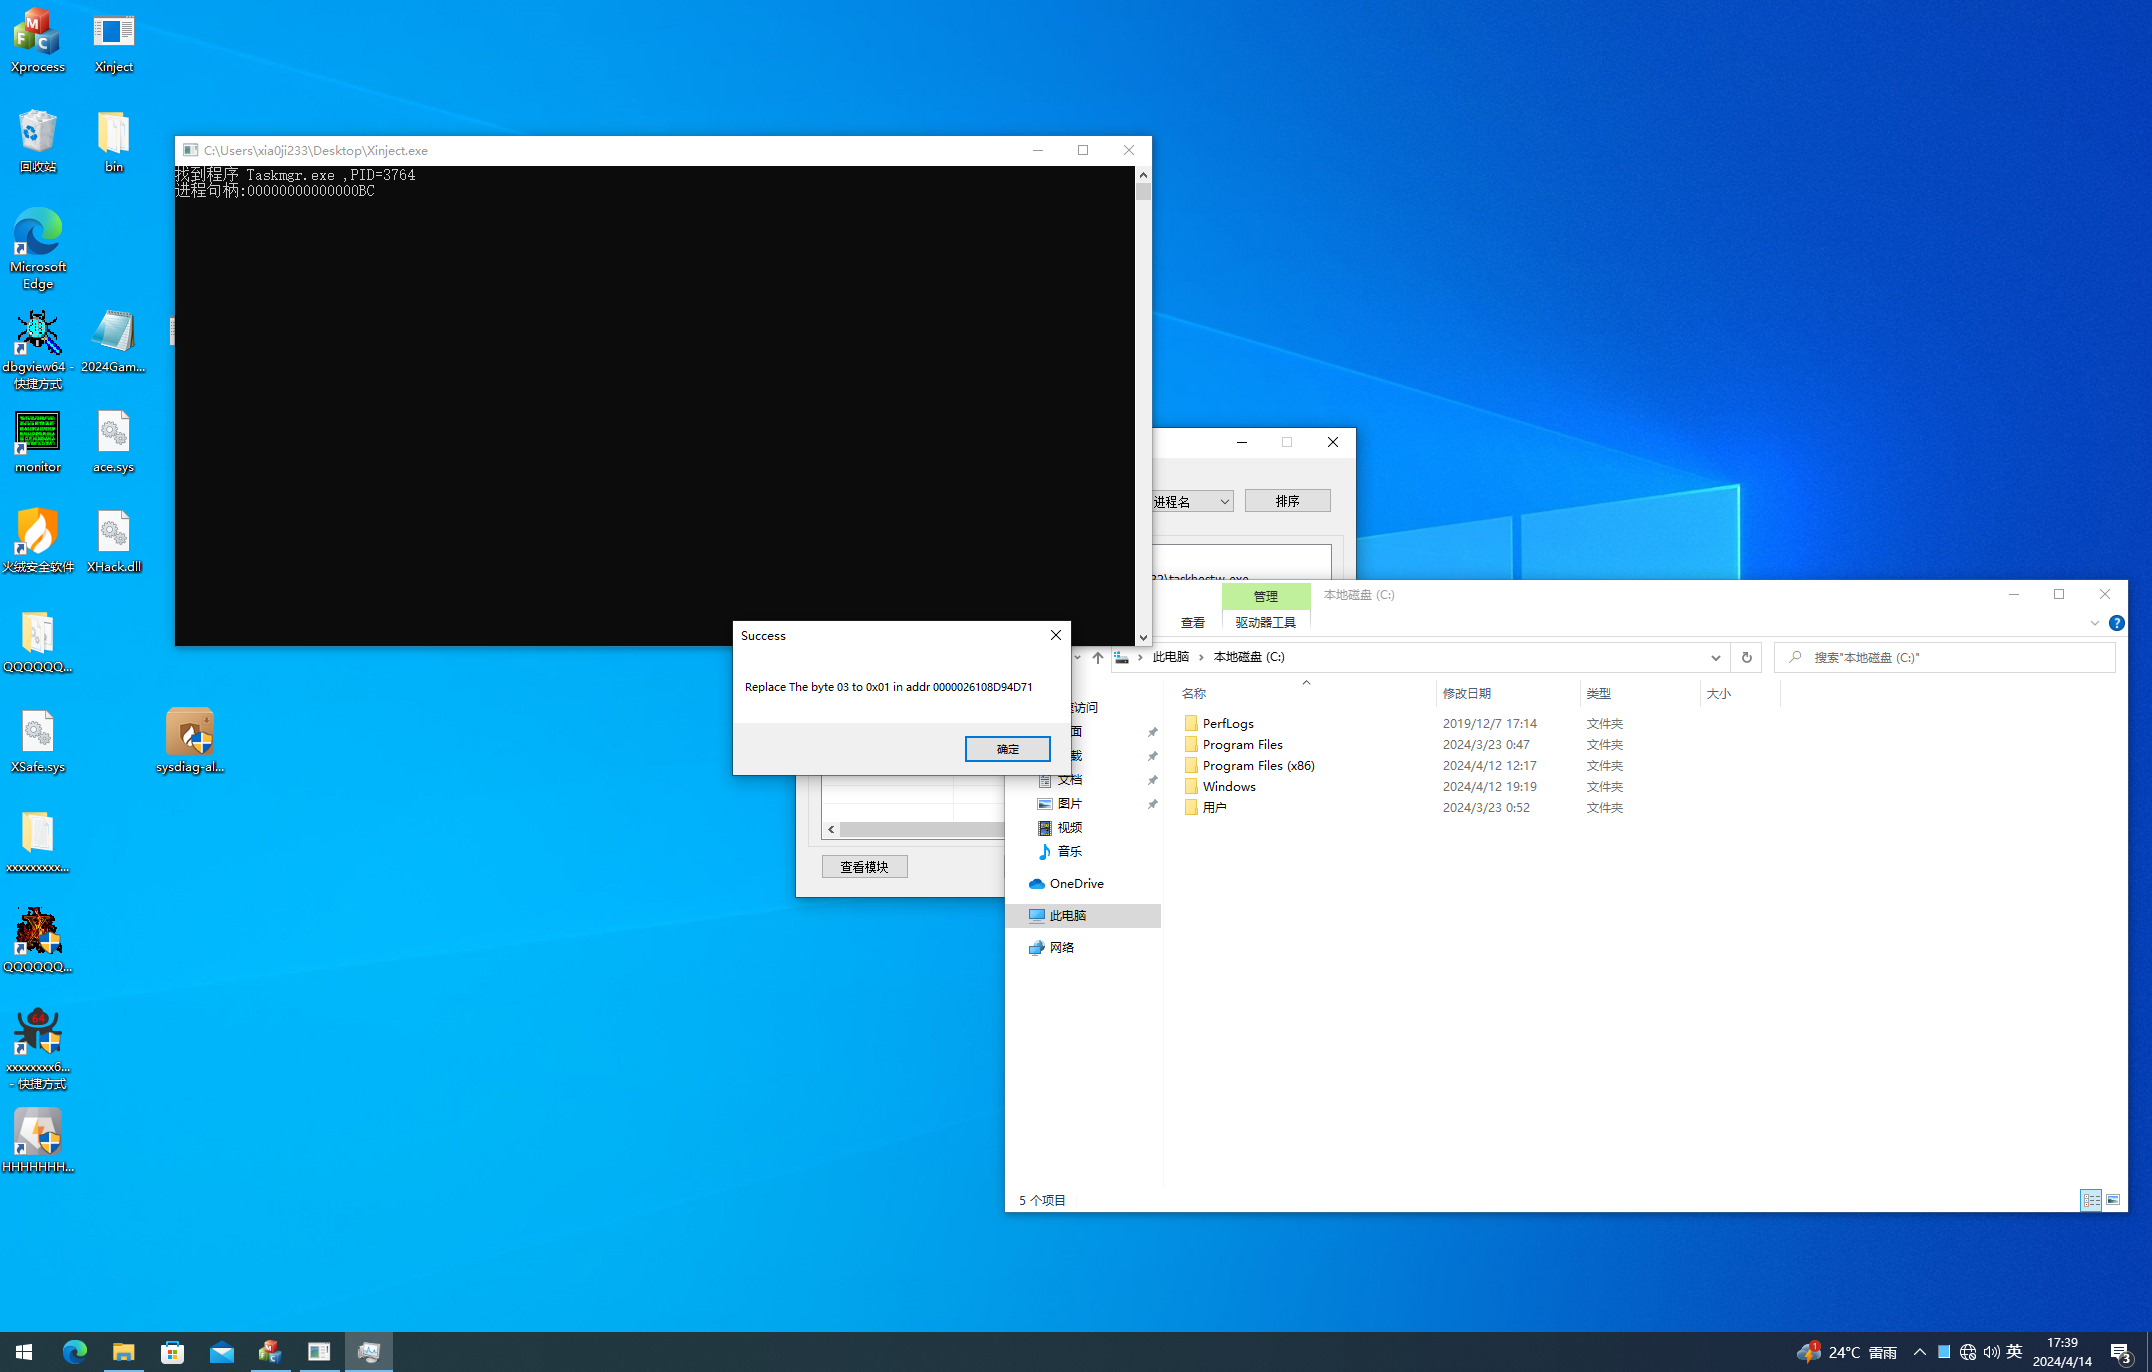 Xprocess
Xinject
回收站
bin
Microsoft
Edge
dbgview64 -
快捷方式
2024Gam...
monitor
ace.sys
火绒安全软件
XHack.dll
QQQQQQ...
XSafe.sys
sysdiag-al...
xxxxxxxxx...
QQQQQQ...
64
xxxxxxxx6...
- 快捷方式
HHHHHHH...
C:\Users\xia0ji233\Desktop\Xinject.exe
找到程序 Taskmgr.exe ,PID=3764
进程句柄:00000000000000BC
进程名
排序
32\taskhostw.exe
查看模块
Success
Replace The byte 03 to 0x01 in addr 0000026108D94D71
确定
管理
本地磁盘 (C:)
查看
驱动器工具
此电脑
本地磁盘 (C:)
搜索"本地磁盘 (C:)"
访问
面
载
文档
图片
视频
音乐
OneDrive
此电脑
网络
名称 修改日期 类型 大小
PerfLogs 2019/12/7 17:14 文件夹
Program Files 2024/3/23 0:47 文件夹
Program Files (x86) 2024/4/12 12:17 文件夹
Windows 2024/4/12 19:19 文件夹
用户 2024/3/23 0:52 文件夹
5 个项目
1
24°C 雷雨
英
17:39
2024/4/14
3